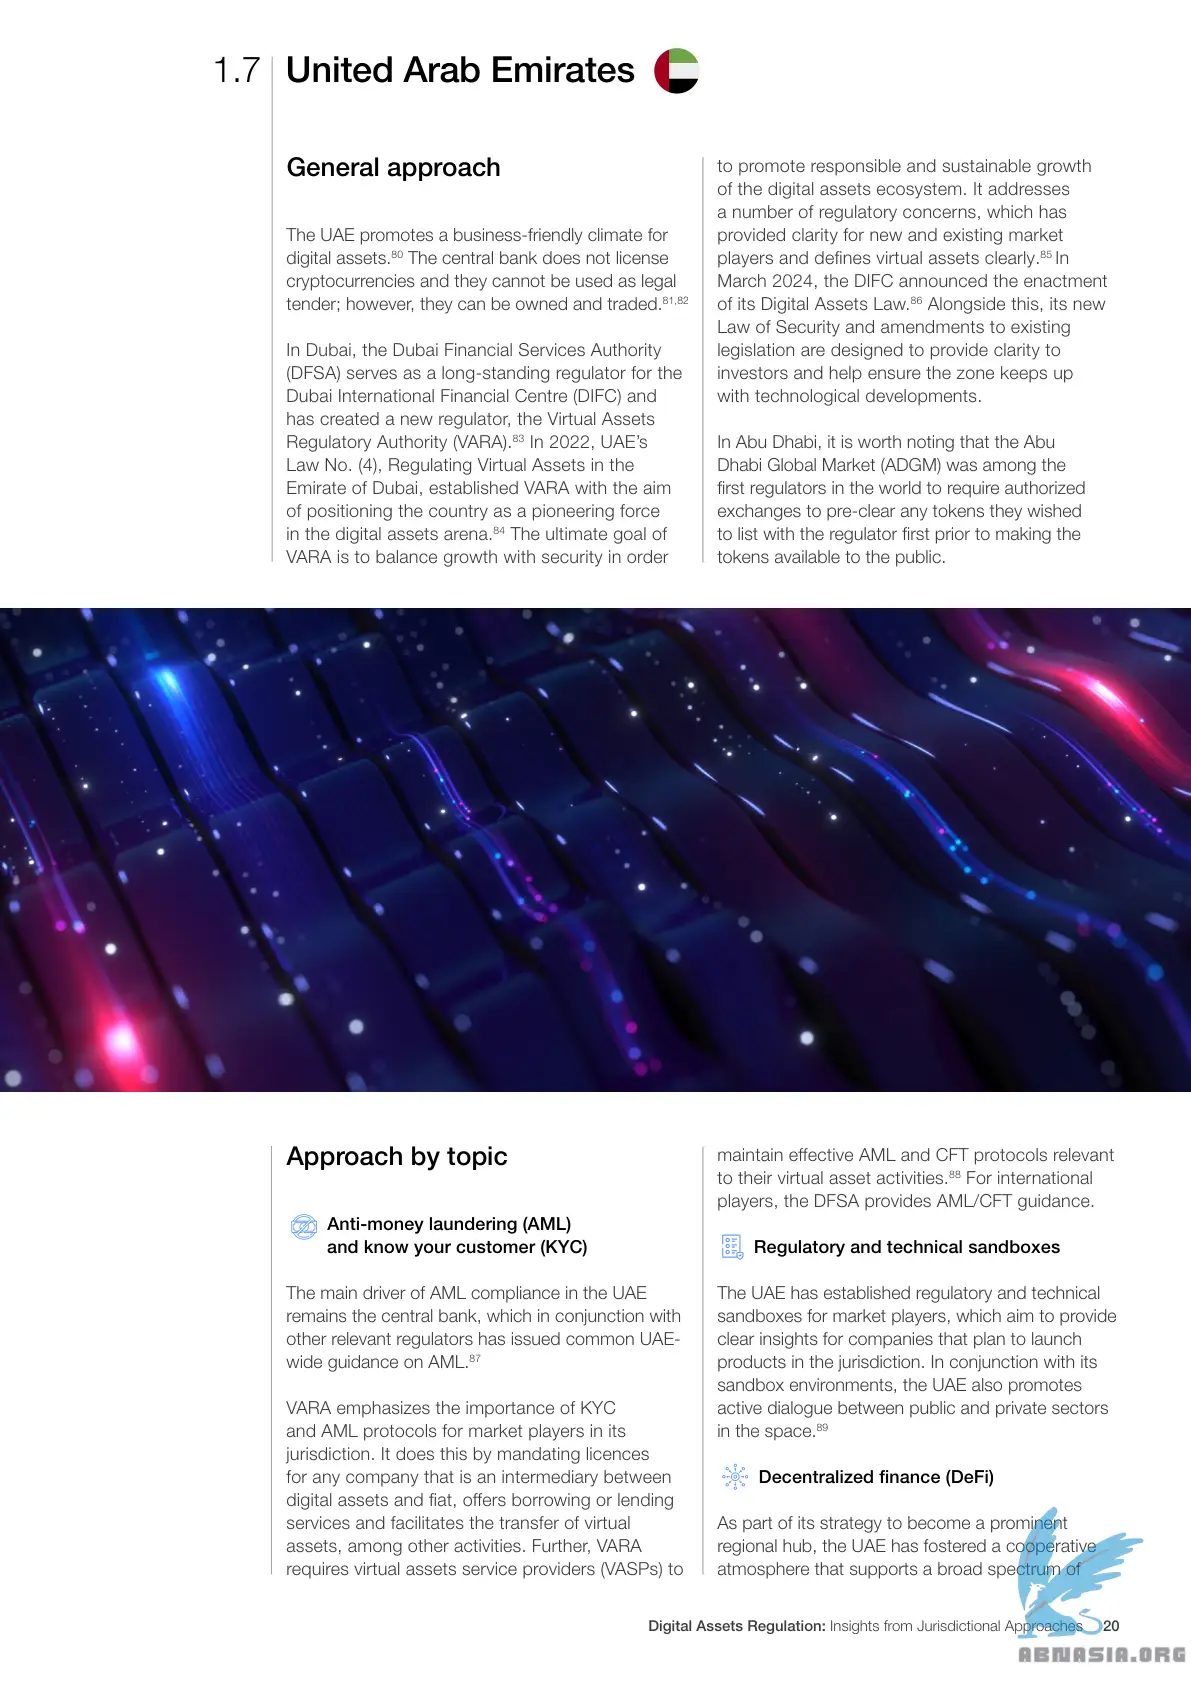 1.7 United Arab Emirates
General approach
The UAE promotes a business-friendly climate for
digital assets.80 The central bank does not license
cryptocurrencies and they cannot be used as legal
tender; however, they can be owned and traded.81,82
In Dubai, the Dubai Financial Services Authority
(DFSA) serves as a long-standing regulator for the
Dubai International Financial Centre (DIFC) and
has created a new regulator, the Virtual Assets
Regulatory Authority (VARA).83 In 2022, UAE's
Law No. (4), Regulating Virtual Assets in the
Emirate of Dubai, established VARA with the aim
of positioning the country as a pioneering force
in the digital assets arena.84 The ultimate goal of
VARA is to balance growth with security in order
to promote responsible and sustainable growth
of the digital assets ecosystem. It addresses
a number of regulatory concerns, which has
provided clarity for new and existing market
players and defines virtual assets clearly.85 In
March 2024, the DIFC announced the enactment
of its Digital Assets Law.86 Alongside this, its new
Law of Security and amendments to existing
legislation are designed to provide clarity to
investors and help ensure the zone keeps up
with technological developments.
In Abu Dhabi, it is worth noting that the Abu
Dhabi Global Market (ADGM) was among the
first regulators in the world to require authorized
exchanges to pre-clear any tokens they wished
to list with the regulator first prior to making the
tokens available to the public.
Approach by topic
Anti-money laundering (AML)
and know your customer (KYC)
The main driver of AML compliance in the UAE
remains the central bank, which in conjunction with
other relevant regulators has issued common UAE-
wide guidance on AML.87
VARA emphasizes the importance of KYC
and AML protocols for market players in its
jurisdiction. It does this by mandating licences
for any company that is an intermediary between
digital assets and fiat, offers borrowing or lending
services and facilitates the transfer of virtual
assets, among other activities. Further, VARA
requires virtual assets service providers (VASPs) to
maintain effective AML and CFT protocols relevant
to their virtual asset activities.88 For international
players, the DFSA provides AML/CFT guidance.
Regulatory and technical sandboxes
The UAE has established regulatory and technical
sandboxes for market players, which aim to provide
clear insights for companies that plan to launch
products in the jurisdiction. In conjunction with its
sandbox environments, the UAE also promotes
active dialogue between public and private sectors
in the space.89
Decentralized finance (DeFi)
As part of its strategy to become a prominent
regional hub, the UAE has fostered a cooperative
atmosphere that supports a broad spectrum of
Digital Assets Regulation: Insights from Jurisdictional Approaches 20
ABNASIA.ORG